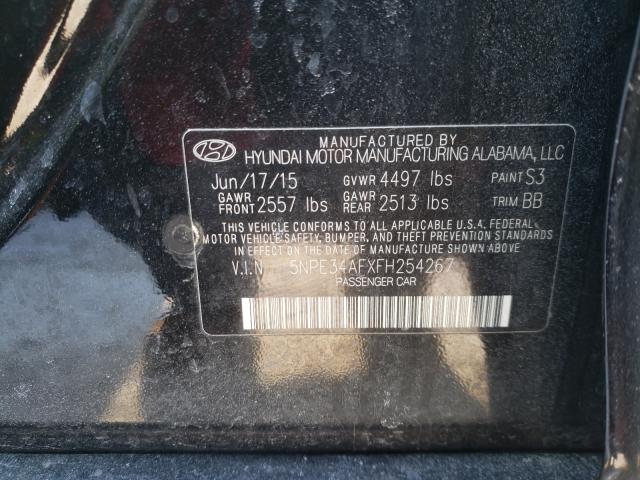 MANUFACTURED BY
HYUNDAI MOTOR MANUFACTURING ALABAMA, LLC
Jun/17/15 GVWR 4497 lbs PAINT S3
GAWR FRONT 2557 lbs GAWR REAR 2513 lbs TRIM BB
THIS VEHICLE CONFORMS TO ALL APPLICABLE U.S.A. FEDERAL
MOTOR VEHICLE SAFETY, BUMPER, AND THEFT PREVENTION STANDARDS
IN EFFECT ON THE DATE OF MANUFACTURE SHOWN ABOVE.
V.I.N 5NPE34AFXFH254267
PASSENGER CAR